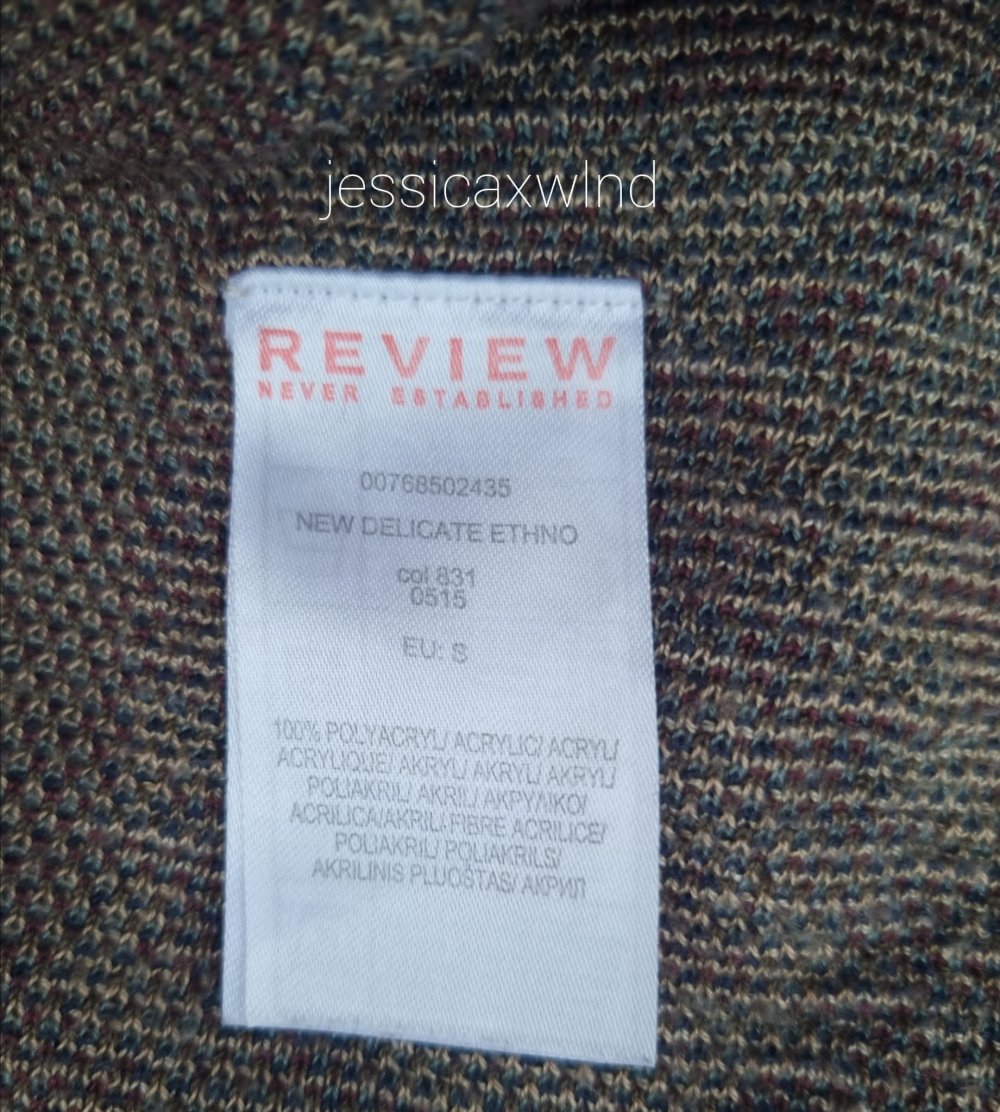 jessicaxwlnd
REVIEW
NEVER ESTABLISHED
00768502435
NEW DELICATE ETHNO
col 831
0515
EU: S
100% POLYACRYL/ ACRYLIC/ ACRYL/
ACRYLIQUE/ AKRYL/ AKRYL/ AKRYL/
POLIAKRIL/ AKRIL/ ΑΚΡΥΛΙΚΟ/
ACRILICA/AKRIL-FIBRE ACRILICE/
POLIAKRIL/ POLIAKRILS/
AKRILINIS PLUOŠTAS/ АКРИЛ